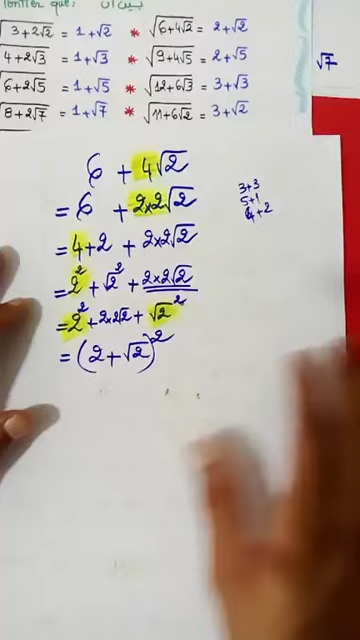 que: بيـن ان
√3+2√2 = 1+√2 * √6+4√2 = 2+√2
√4+2√3 = 1+√3 * √9+4√5 = 2+√5
√6+2√5 = 1+√5 * √12+6√3 = 3+√3
√8+2√7 = 1+√7 * √11+6√2 = 3+√2
√7
6 + 4√2
= 6 + 2×2√2
= 4+2 + 2×2√2
= 2² + √2² + 2×2√2
= 2² + 2×2√2 + √2²
= (2+√2)²
3+3
5+1
4+2